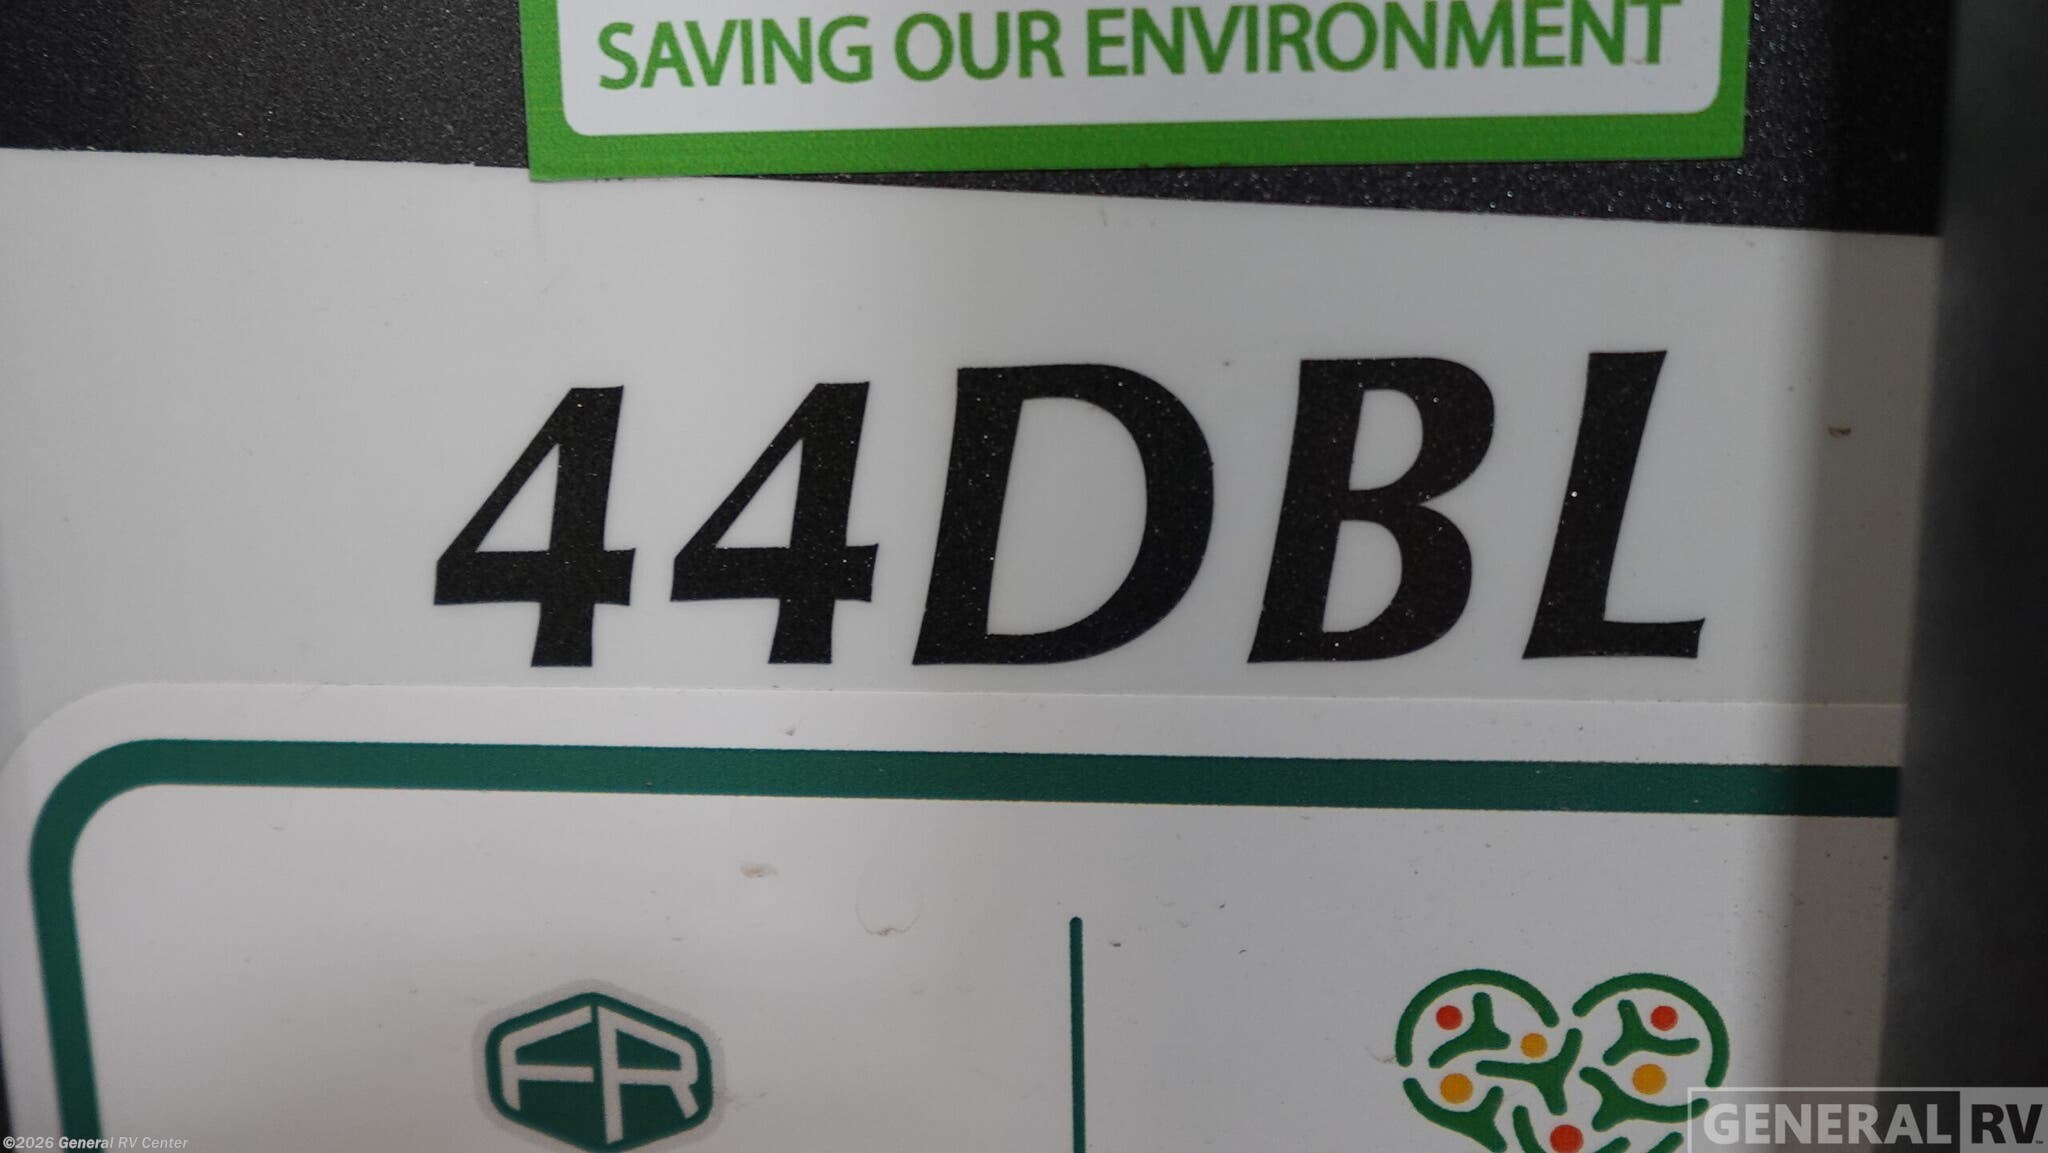 SAVING OUR ENVIRONMENT
44DBL
FR
GENERAL RV
©2026 General RV Center